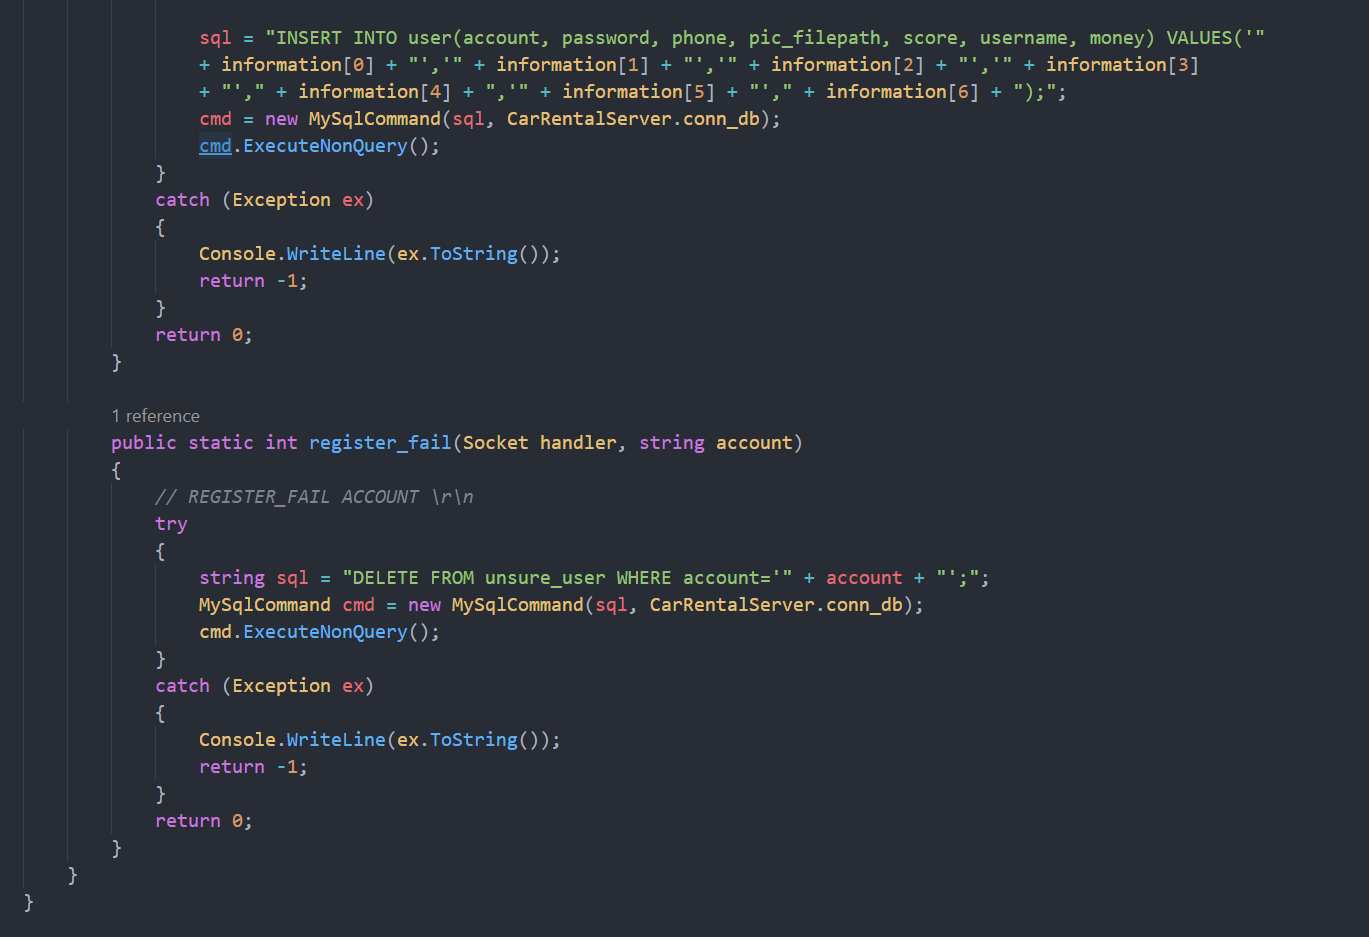 sql = "INSERT INTO user(account, password, phone, pic_filepath, score, username, money) VALUES('"
+ information[0] + "','" + information[1] + "','" + information[2] + "','" + information[3]
+ "'," + information[4] + ",'" + information[5] + "'," + information[6] + ");";
cmd = new MySqlCommand(sql, CarRentalServer.conn_db);
cmd.ExecuteNonQuery();
}
catch (Exception ex)
{
Console.WriteLine(ex.ToString());
return -1;
}
return 0;
}
1 reference
public static int register_fail(Socket handler, string account)
{
// REGISTER_FAIL ACCOUNT \r\n
try
{
string sql = "DELETE FROM unsure_user WHERE account='" + account + "';";
MySqlCommand cmd = new MySqlCommand(sql, CarRentalServer.conn_db);
cmd.ExecuteNonQuery();
}
catch (Exception ex)
{
Console.WriteLine(ex.ToString());
return -1;
}
return 0;
}
}
}